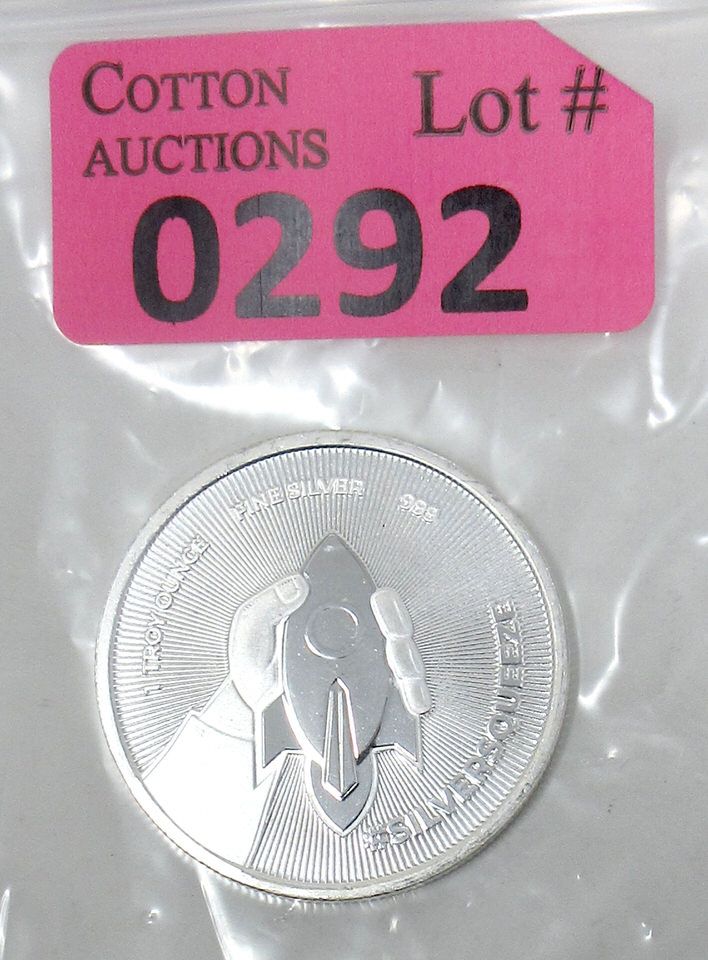 COTTON
AUCTIONS
Lot #
0292
1 TROY OUNCE FINE SILVER 999
#SILVERSQUEEZE